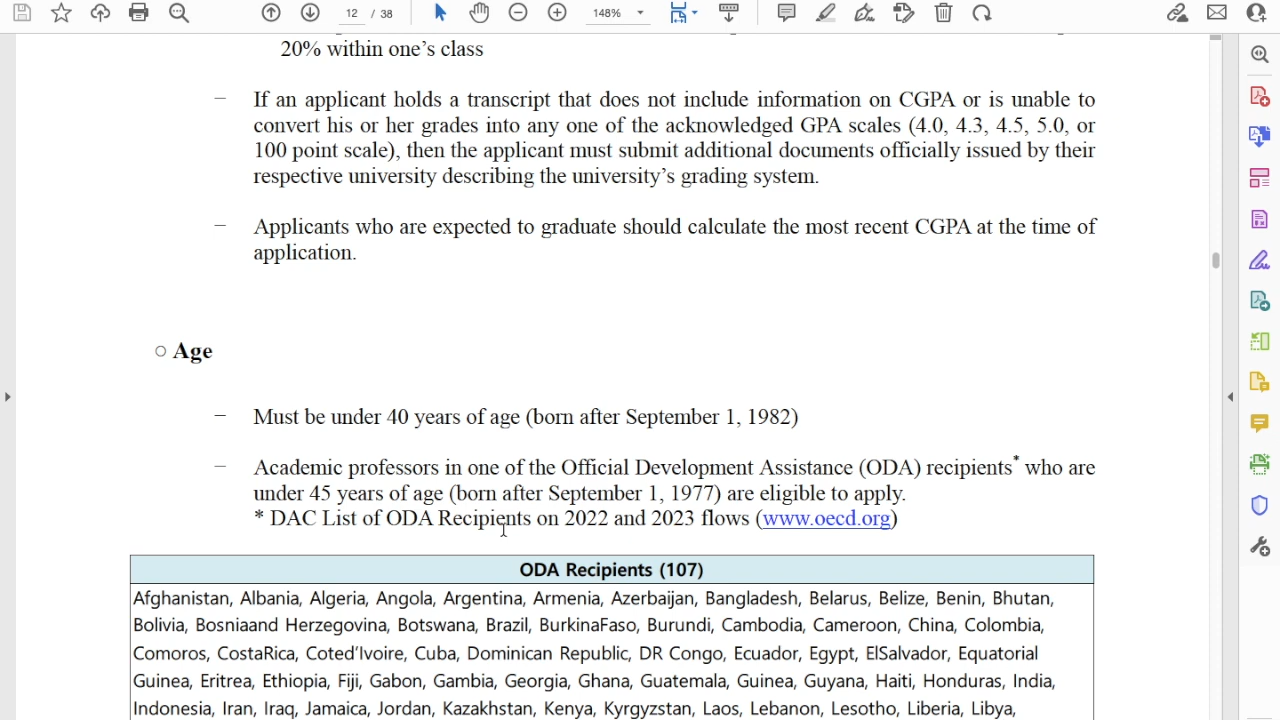 12 / 38
148%
20% within one's class
– If an applicant holds a transcript that does not include information on CGPA or is unable to
convert his or her grades into any one of the acknowledged GPA scales (4.0, 4.3, 4.5, 5.0, or
100 point scale), then the applicant must submit additional documents officially issued by their
respective university describing the university's grading system.
– Applicants who are expected to graduate should calculate the most recent CGPA at the time of
application.
○ Age
– Must be under 40 years of age (born after September 1, 1982)
– Academic professors in one of the Official Development Assistance (ODA) recipients* who are
under 45 years of age (born after September 1, 1977) are eligible to apply.
* DAC List of ODA Recipients on 2022 and 2023 flows (www.oecd.org)
ODA Recipients (107)
Afghanistan, Albania, Algeria, Angola, Argentina, Armenia, Azerbaijan, Bangladesh, Belarus, Belize, Benin, Bhutan,
Bolivia, Bosniaand Herzegovina, Botswana, Brazil, BurkinaFaso, Burundi, Cambodia, Cameroon, China, Colombia,
Comoros, CostaRica, Coted'Ivoire, Cuba, Dominican Republic, DR Congo, Ecuador, Egypt, ElSalvador, Equatorial
Guinea, Eritrea, Ethiopia, Fiji, Gabon, Gambia, Georgia, Ghana, Guatemala, Guinea, Guyana, Haiti, Honduras, India,
Indonesia, Iran, Iraq, Jamaica, Jordan, Kazakhstan, Kenya, Kyrgyzstan, Laos, Lebanon, Lesotho, Liberia, Libya,